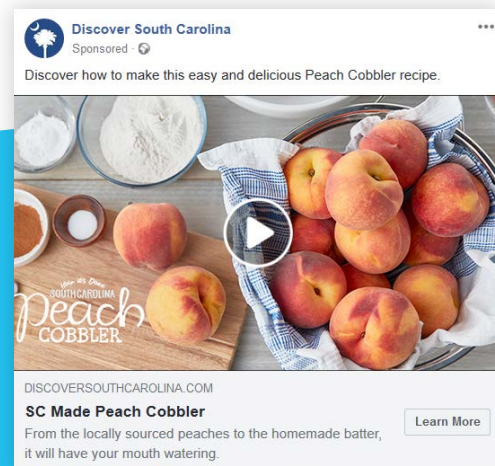 Discover South Carolina
Sponsored ·
Discover how to make this easy and delicious Peach Cobbler recipe.
SOUTH CAROLINA
Peach
COBBLER
DISCOVERSOUTHCAROLINA.COM
SC Made Peach Cobbler
Learn More
From the locally sourced peaches to the homemade batter,
it will have your mouth watering.